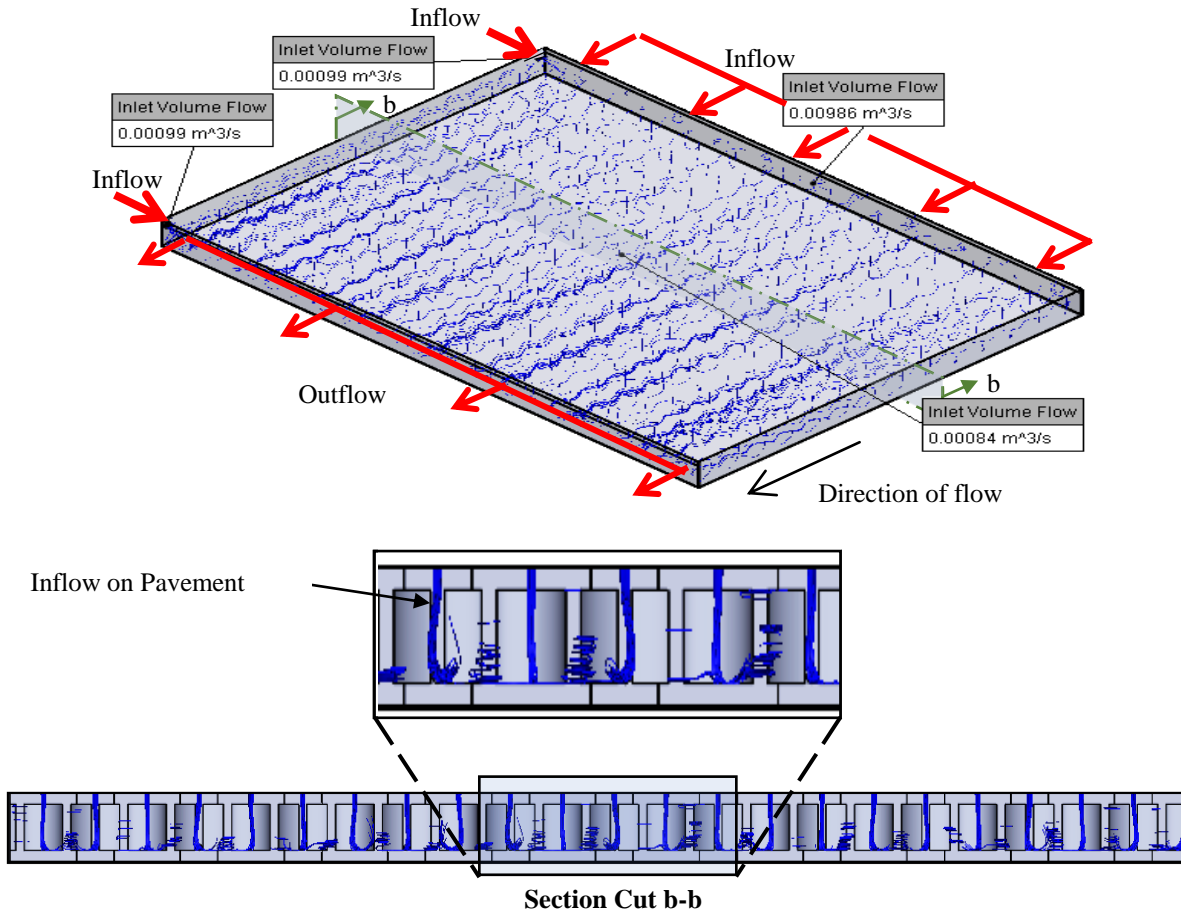 Inflow
Inlet Volume Flow
0.00099 m^3/s
Inflow
Inlet Volume Flow
0.00986 m^3/s
b
Inlet Volume Flow
0.00099 m^3/s
Inflow
b
Inlet Volume Flow
0.00084 m^3/s
Outflow
Direction of flow
Inflow on Pavement
Section Cut b-b